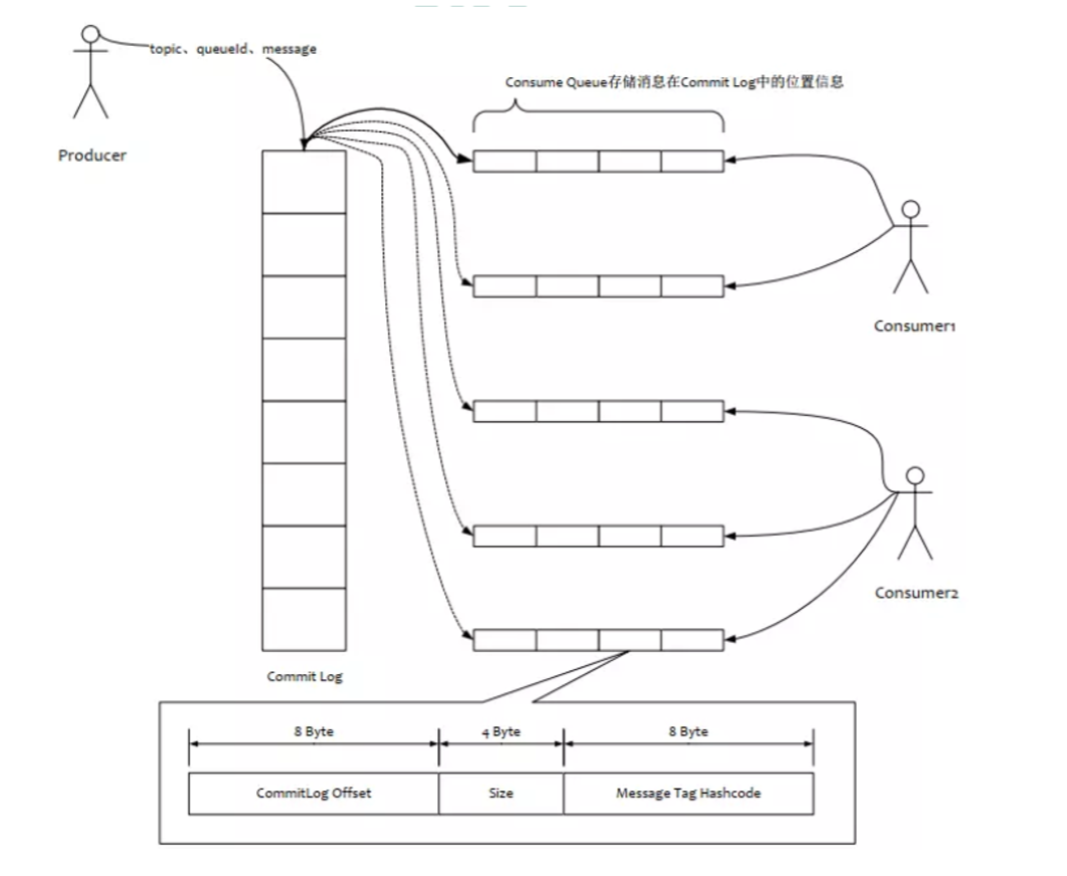 topic、queueId、message
Consume Queue存储消息在Commit Log中的位置信息
Producer
Consumer1
Consumer2
Commit Log
8 Byte
4 Byte
8 Byte
CommitLog Offset
Size
Message Tag Hashcode